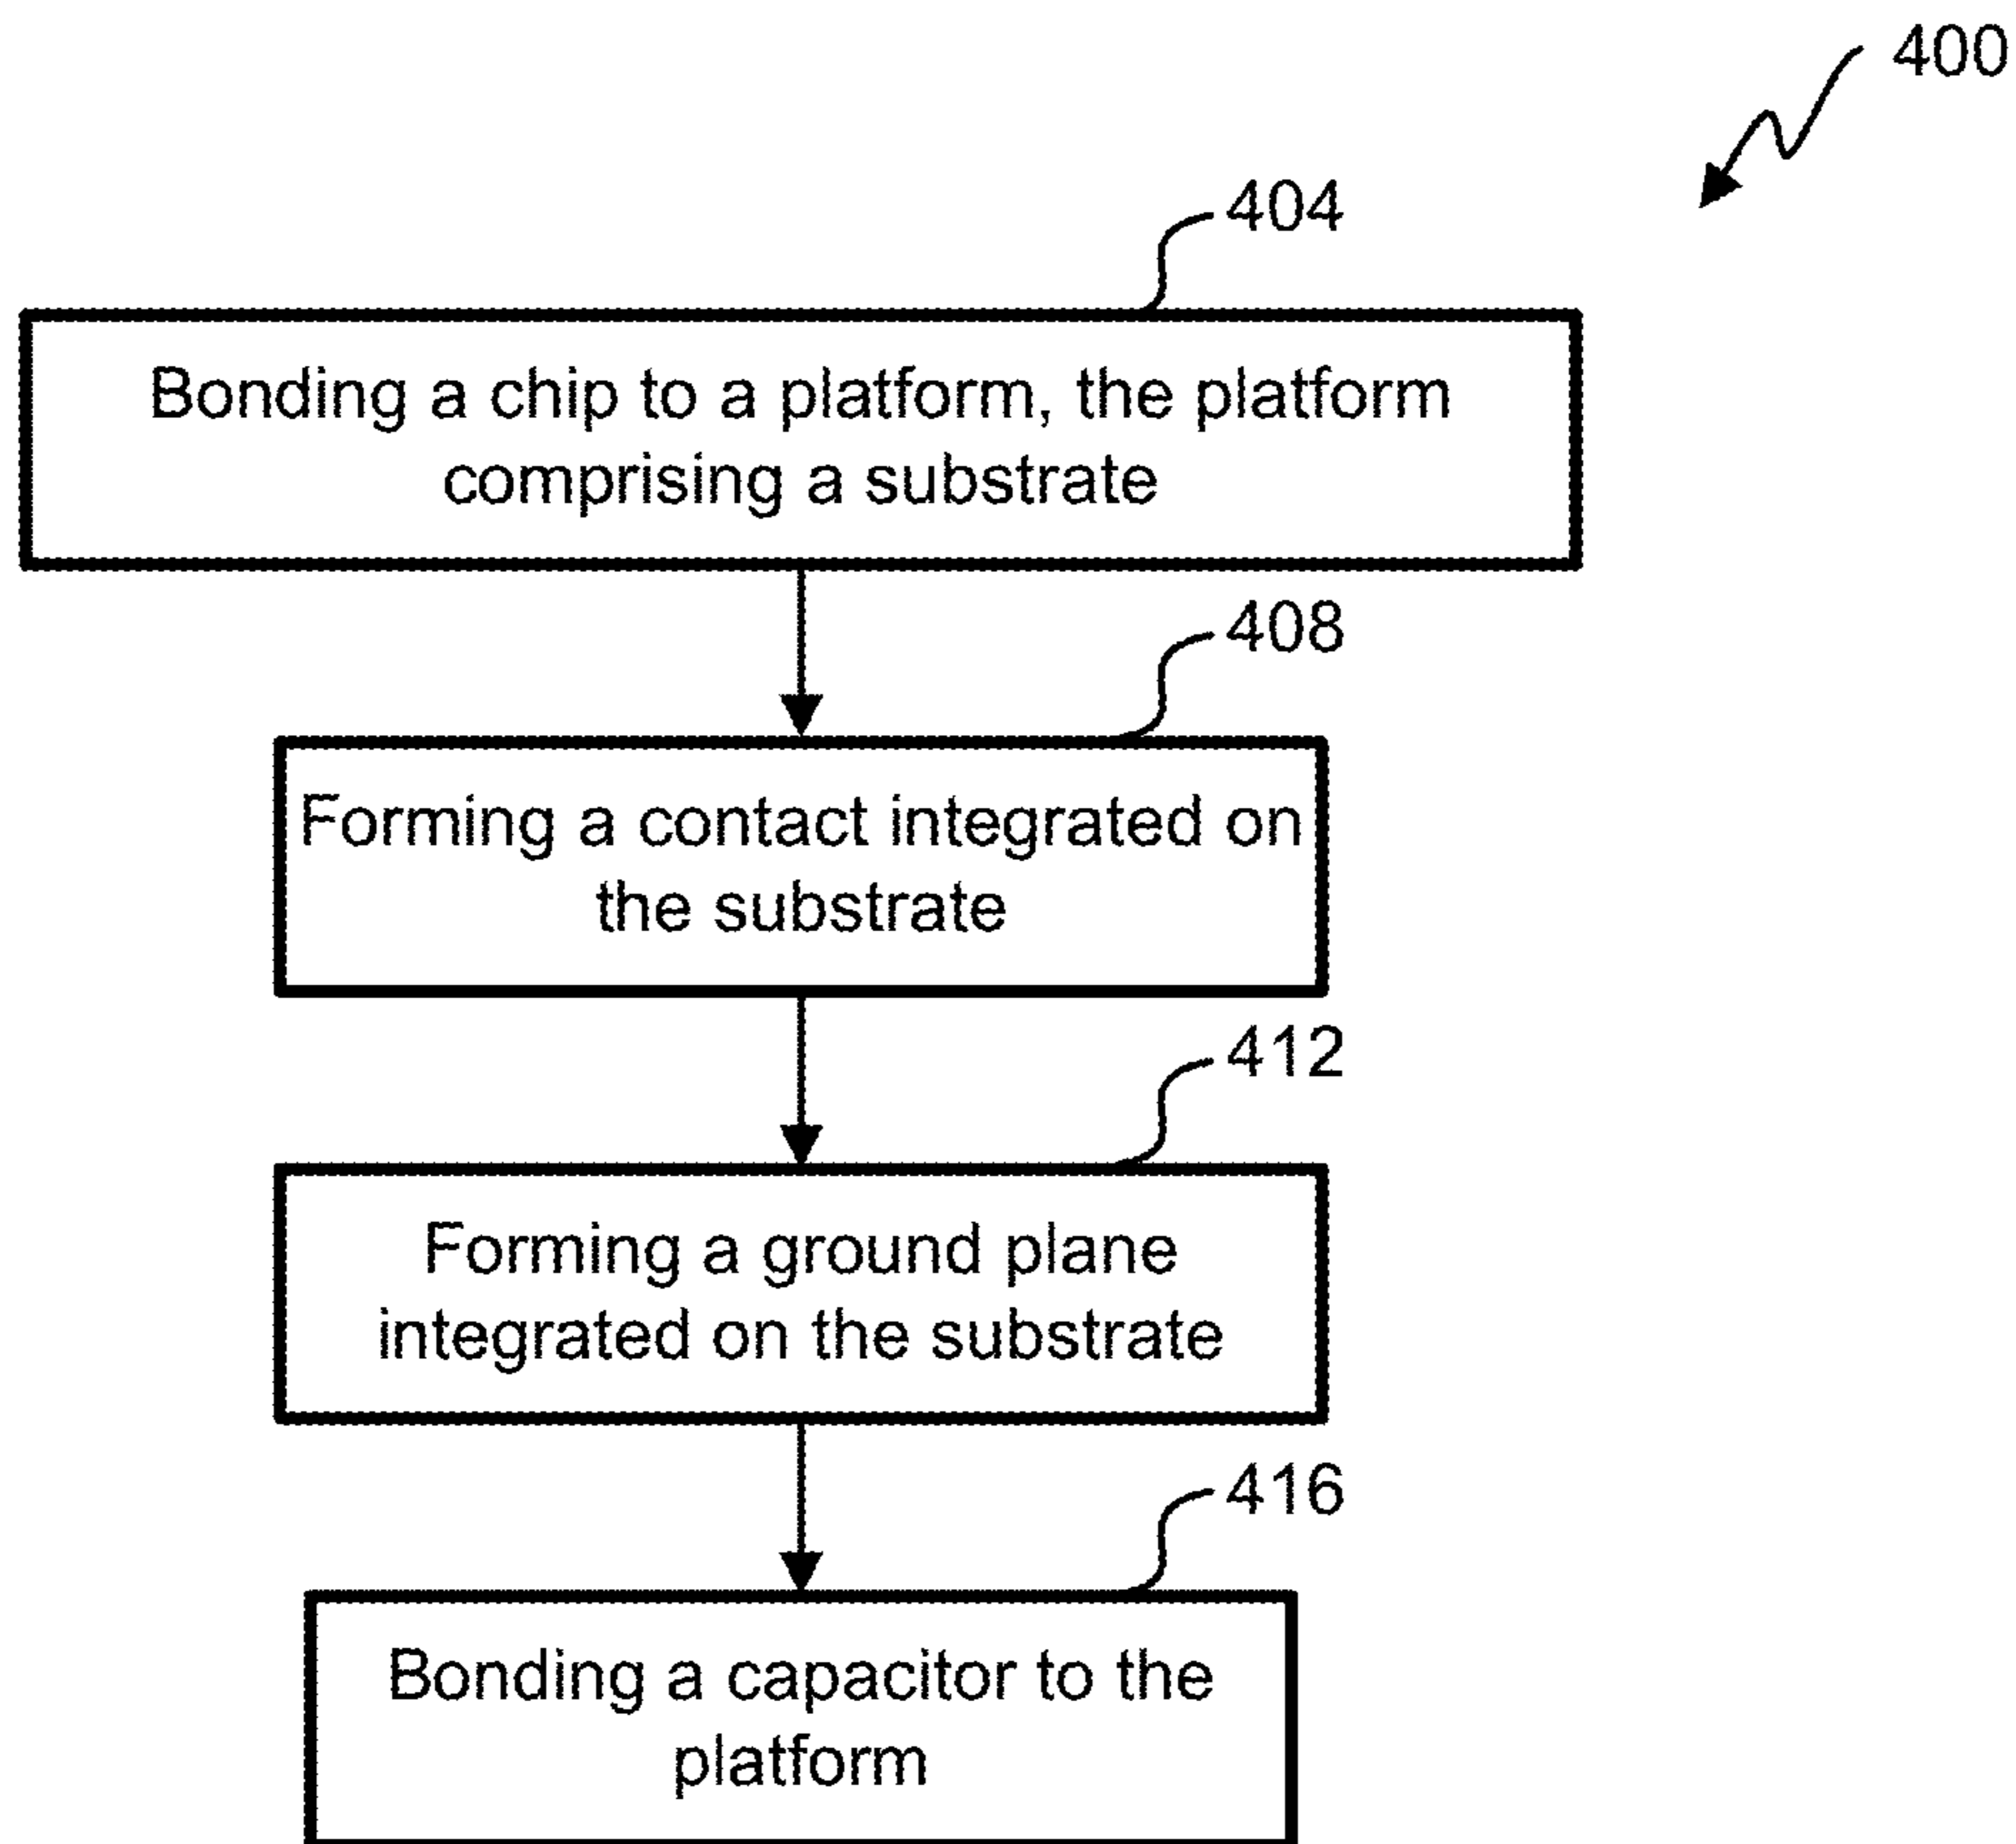 400
404
Bonding a chip to a platform, the platform
comprising a substrate
408
Forming a contact integrated on
the substrate
412
Forming a ground plane
integrated on the substrate
416
Bonding a capacitor to the
platform